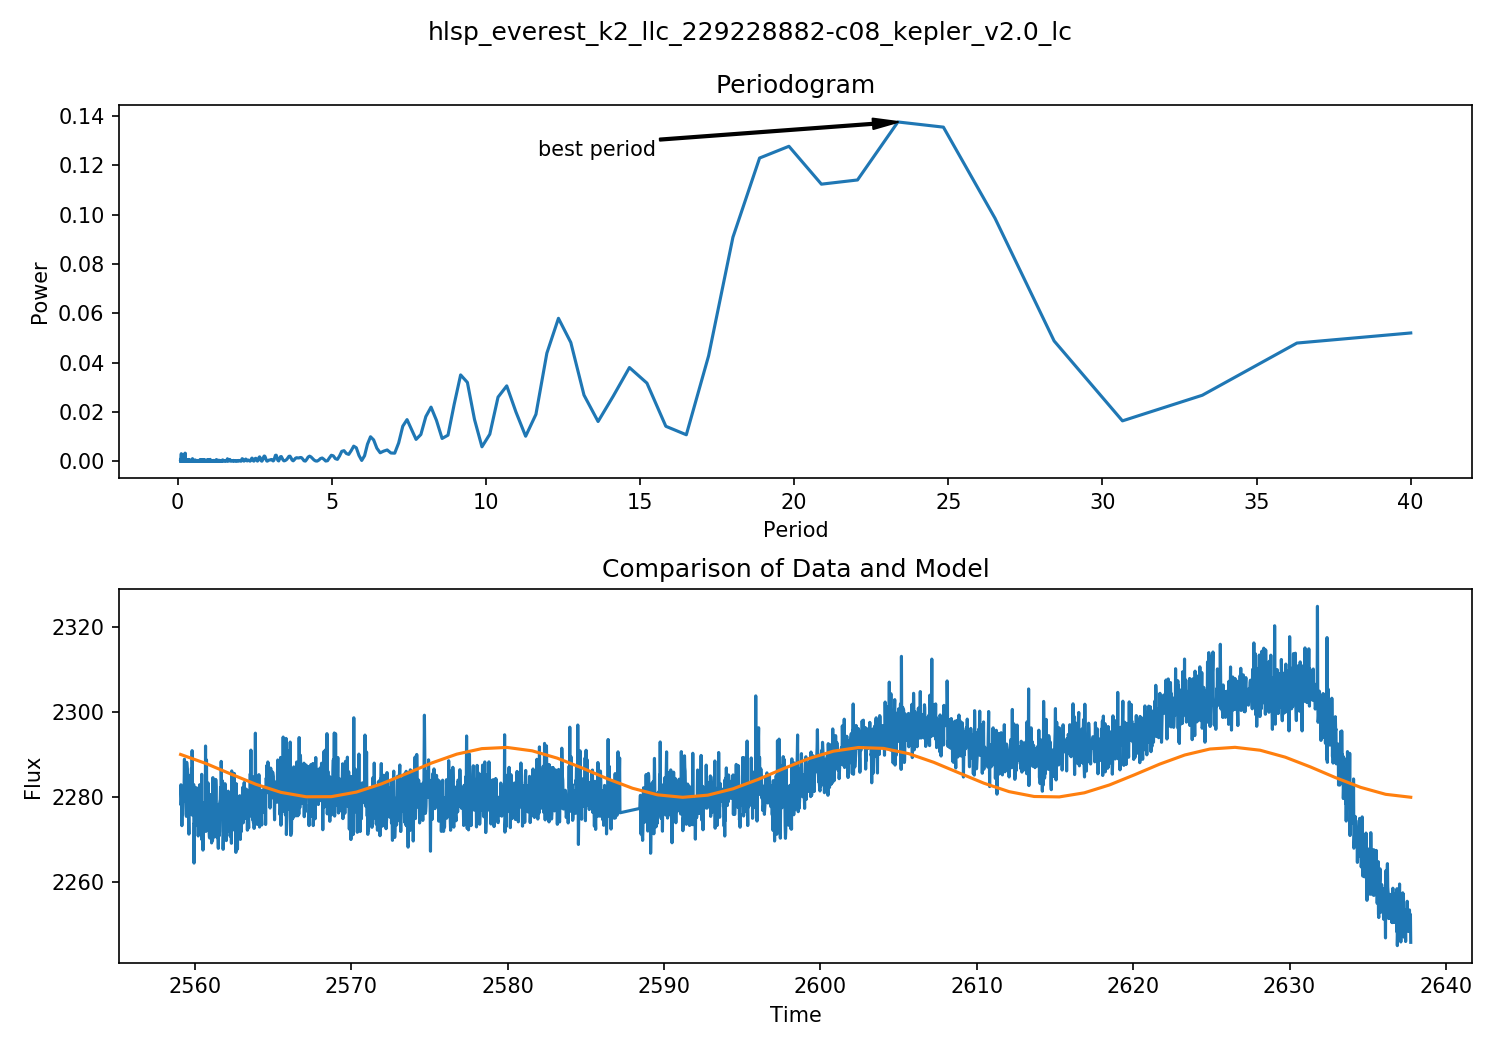 hlsp_everest_k2_llc_229228882-c08_kepler_v2.0_lc
Periodogram
0.14
0.12
0.10
0.08
0.06
0.04
0.02
0.00
Power
best period
0 5 10 15 20 25 30 35 40
Period
Comparison of Data and Model
2320
2300
2280
2260
Flux
2560 2570 2580 2590 2600 2610 2620 2630 2640
Time